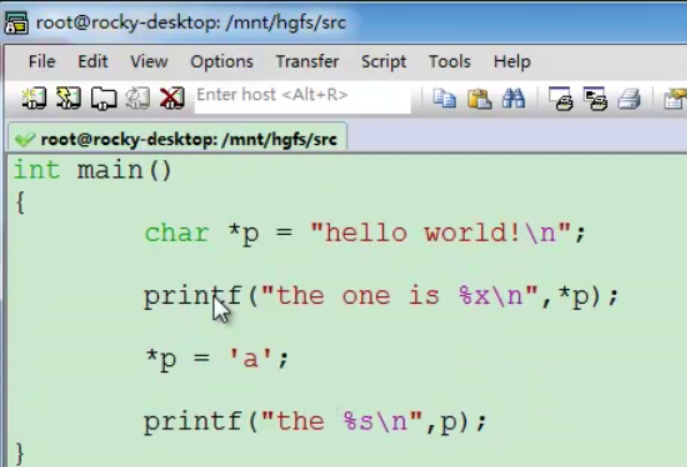 root@rocky-desktop: /mnt/hgfs/src
File Edit View Options Transfer Script Tools Help
Enter host <Alt+R>
root@rocky-desktop: /mnt/hgfs/src
int main()
{
char *p = "hello world!\n";
printf("the one is %x\n",*p);
*p = 'a';
printf("the %s\n",p);
}